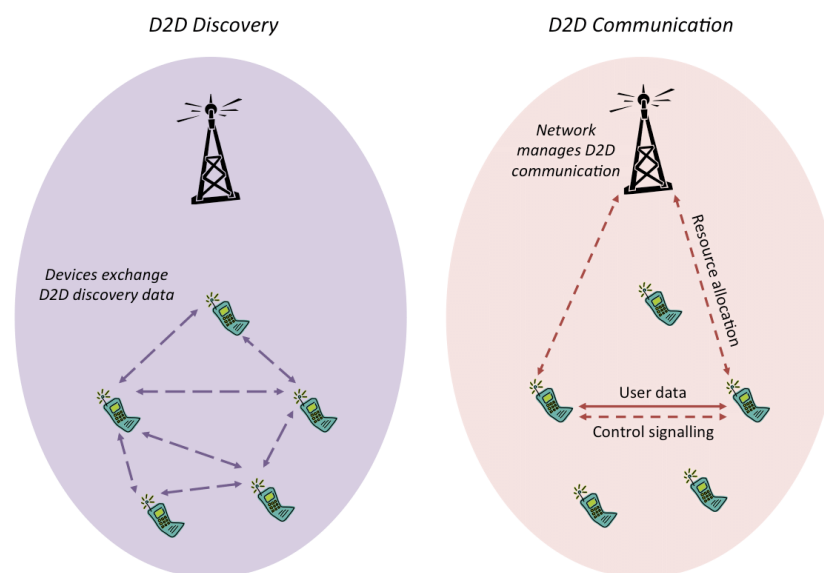 D2D Discovery
Devices exchange
D2D discovery data
D2D Communication
Network
manages D2D
communication
Resource allocation
User data
Control signalling